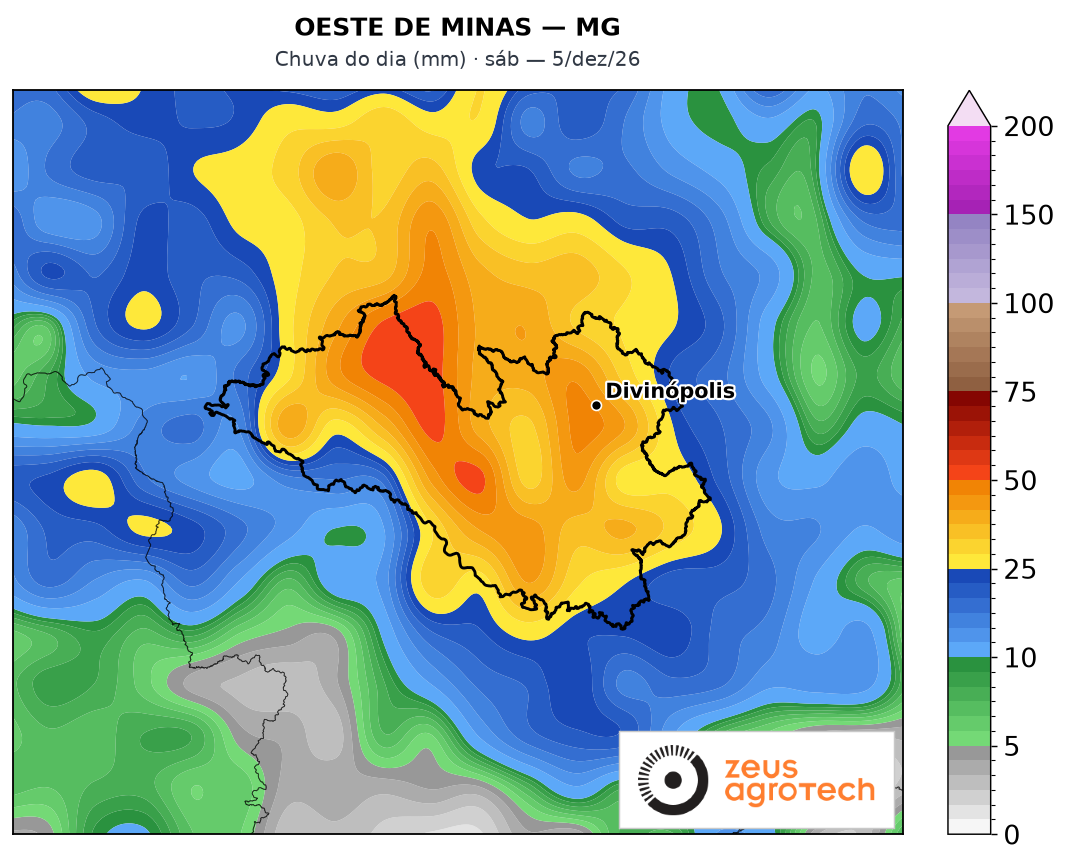 OESTE DE MINAS — MG
Chuva do dia (mm) · sáb — 5/dez/26
200
150
100
75
50
25
10
5
0
Divinópolis
zeus
agrotech